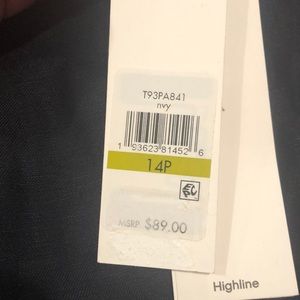 T93PA841
nvy
1 93623 81452 6
14P
MSRP $89.00
Highline